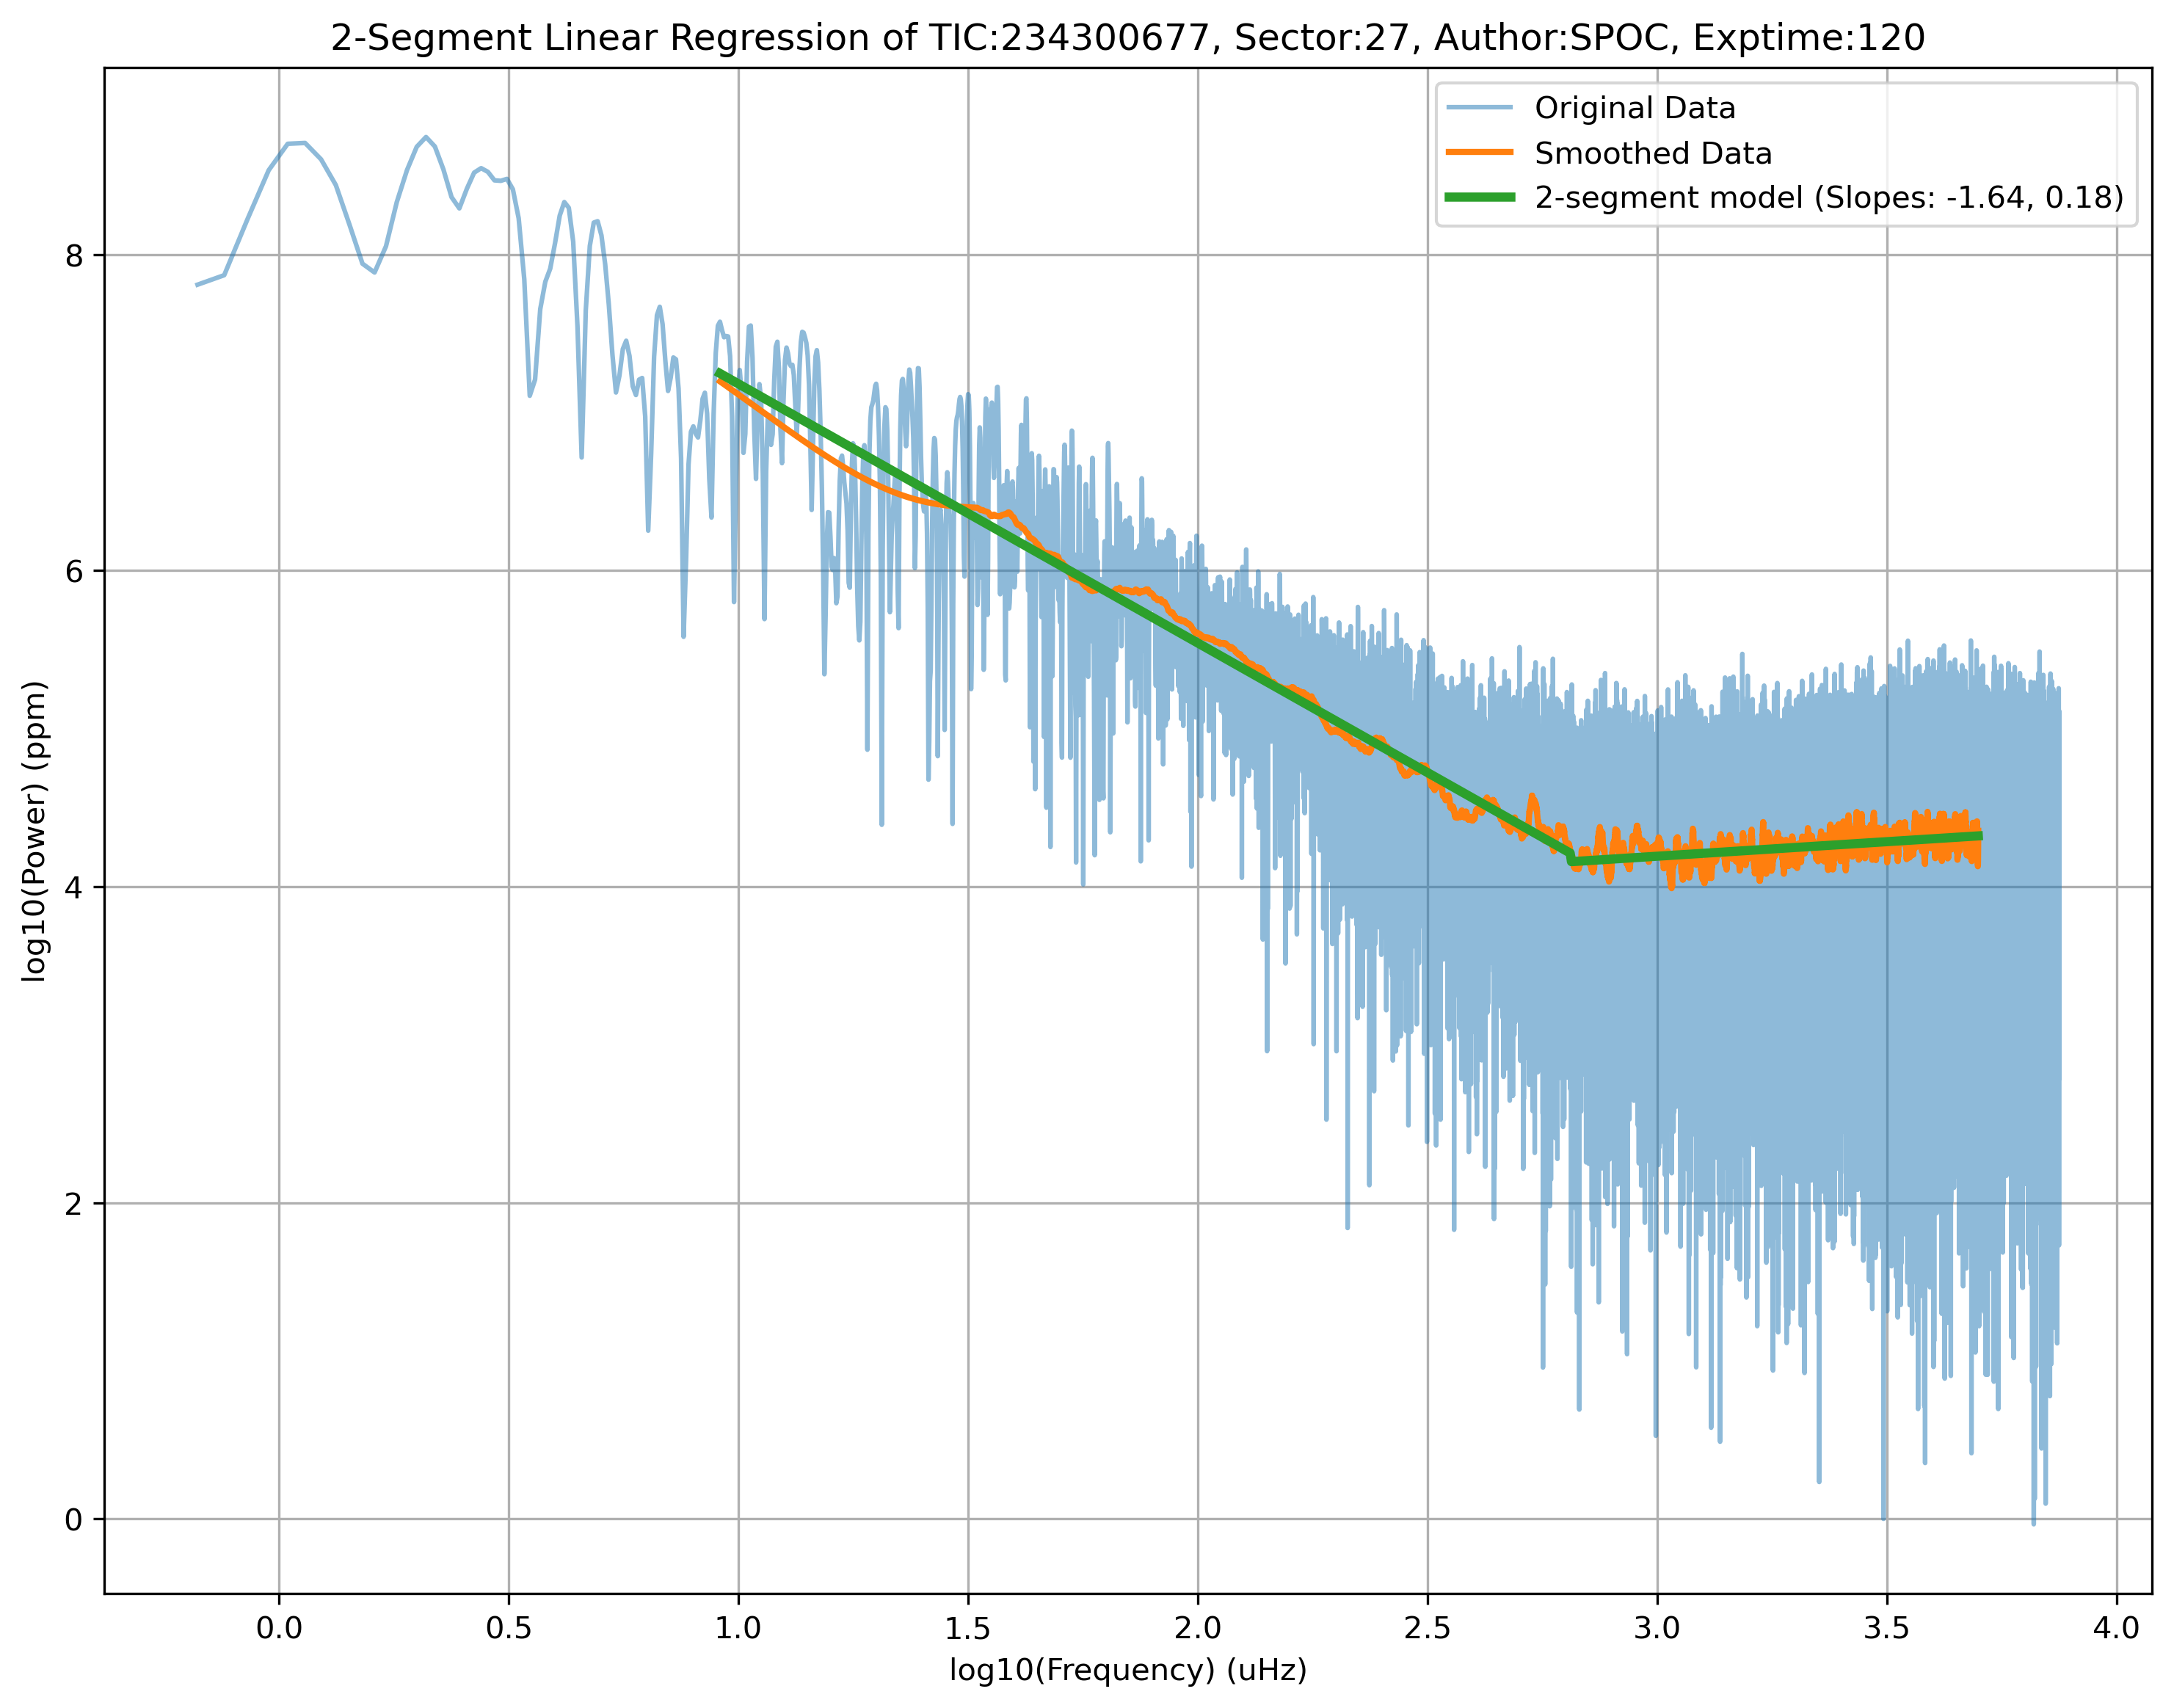 2-Segment Linear Regression of TIC:234300677, Sector:27, Author:SPOC, Exptime:120
Original Data
Smoothed Data
2-segment model (Slopes: -1.64, 0.18)
log10(Power) (ppm)
8
6
4
2
0
0.0 0.5 1.0 1.5 2.0 2.5 3.0 3.5 4.0
log10(Frequency) (uHz)